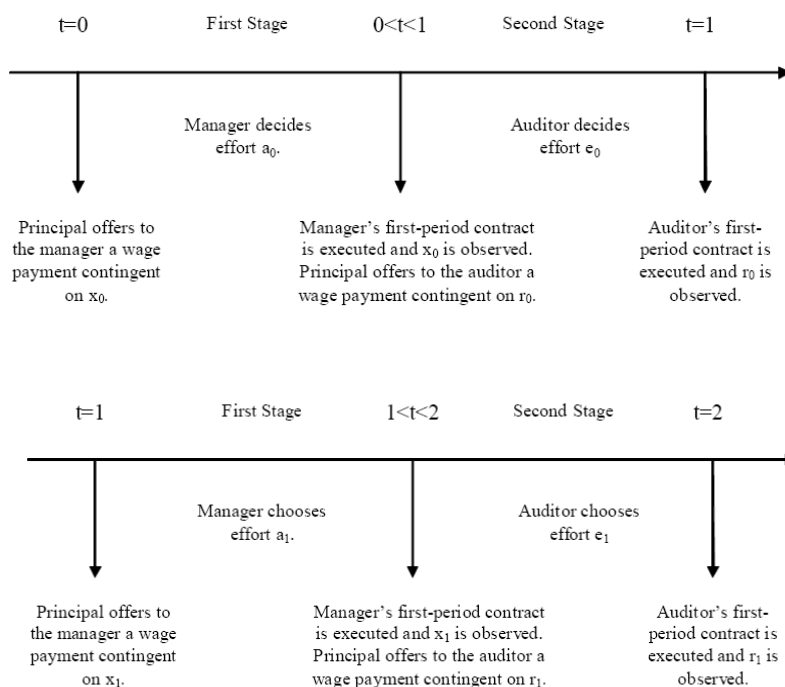 t=0 First Stage 0<t<1 Second Stage t=1
Manager decides
effort a₀.
Auditor decides
effort e₀
Principal offers to
the manager a wage
payment contingent
on x₀.
Manager's first-period contract
is executed and x₀ is observed.
Principal offers to the auditor a
wage payment contingent on r₀.
Auditor's first-
period contract is
executed and r₀ is
observed.
t=1 First Stage 1<t<2 Second Stage t=2
Manager chooses
effort a₁.
Auditor chooses
effort e₁
Principal offers to
the manager a wage
payment contingent
on x₁.
Manager's first-period contract
is executed and x₁ is observed.
Principal offers to the auditor a
wage payment contingent on r₁.
Auditor's first-
period contract is
executed and r₁ is
observed.